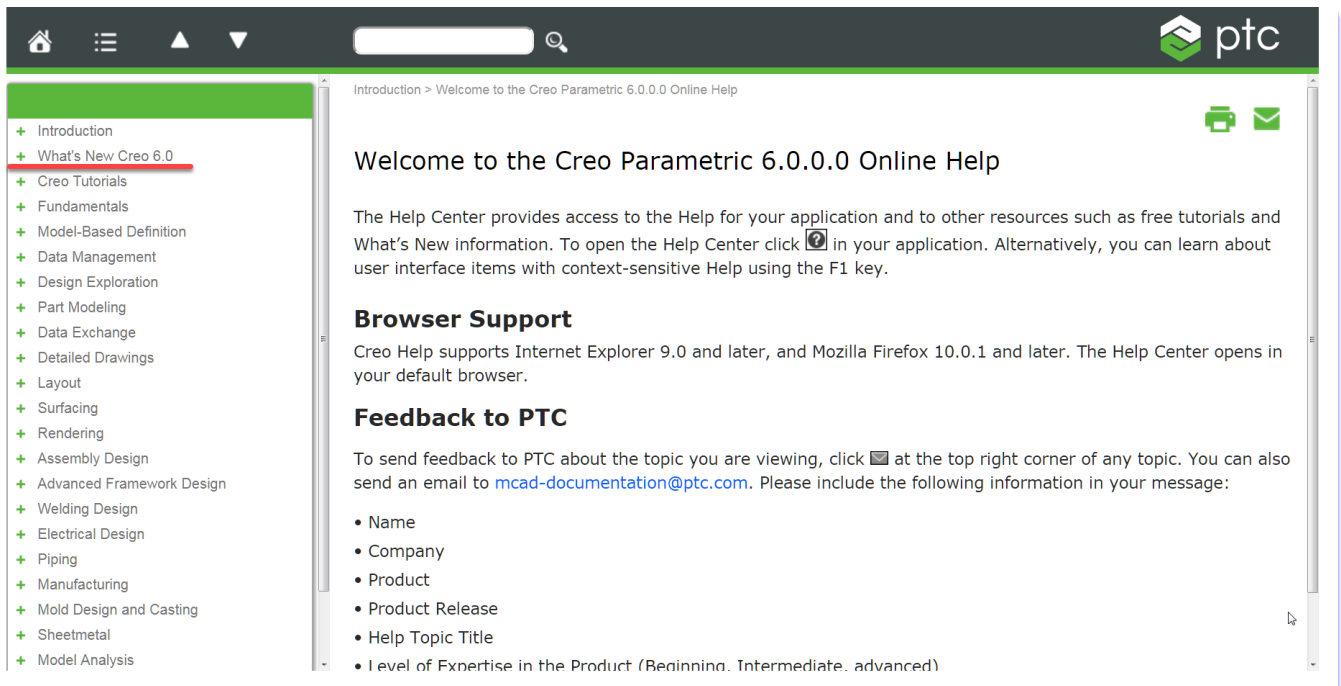 ptc
Introduction
What's New Creo 6.0
Creo Tutorials
Fundamentals
Model-Based Definition
Data Management
Design Exploration
Part Modeling
Data Exchange
Detailed Drawings
Layout
Surfacing
Rendering
Assembly Design
Advanced Framework Design
Welding Design
Electrical Design
Piping
Manufacturing
Mold Design and Casting
Sheetmetal
Model Analysis
Introduction > Welcome to the Creo Parametric 6.0.0.0 Online Help
Welcome to the Creo Parametric 6.0.0.0 Online Help
The Help Center provides access to the Help for your application and to other resources such as free tutorials and
What's New information. To open the Help Center click ? in your application. Alternatively, you can learn about
user interface items with context-sensitive Help using the F1 key.
Browser Support
Creo Help supports Internet Explorer 9.0 and later, and Mozilla Firefox 10.0.1 and later. The Help Center opens in
your default browser.
Feedback to PTC
To send feedback to PTC about the topic you are viewing, click at the top right corner of any topic. You can also
send an email to mcad-documentation@ptc.com. Please include the following information in your message:
• Name
• Company
• Product
• Product Release
• Help Topic Title
• Level of Expertise in the Product (Beginning, Intermediate, advanced)